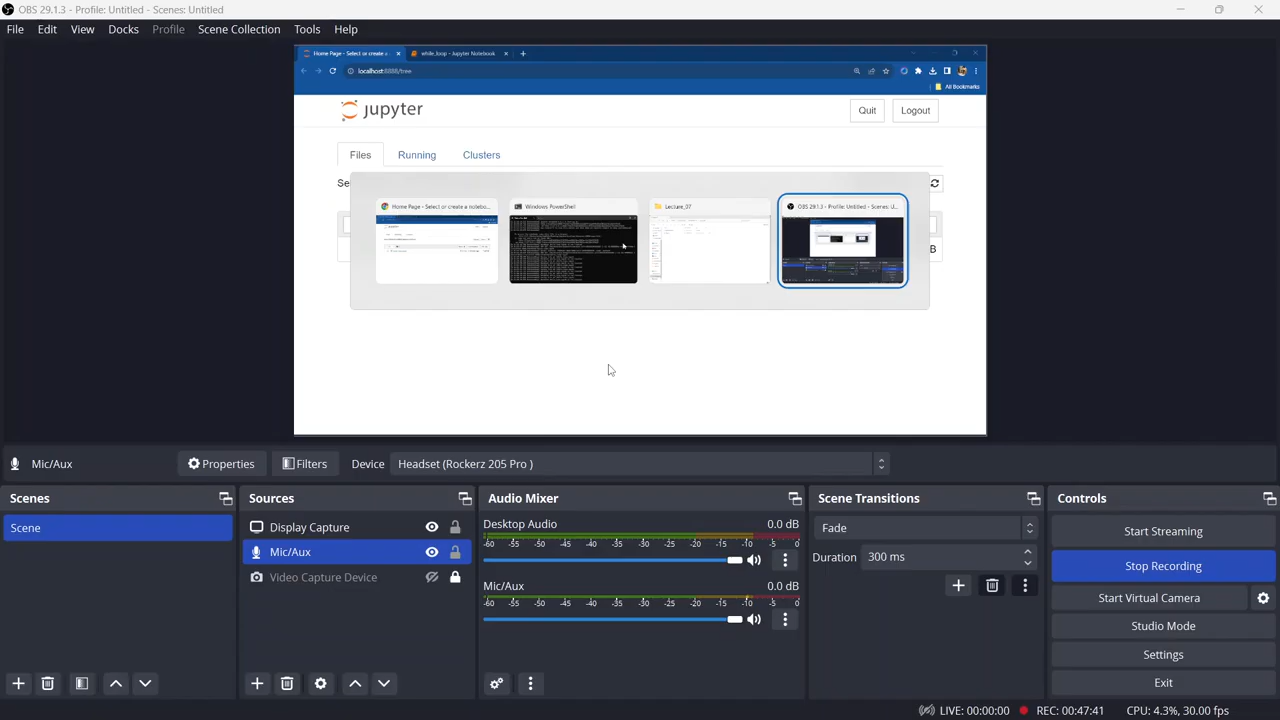 OBS 29.1.3 - Profile: Untitled - Scenes: Untitled
File Edit View Docks Profile Scene Collection Tools Help
Home Page - Select or create a while_loop - Jupyter Notebook
localhost:8888/tree
All Bookmarks
jupyter Quit Logout
Files Running Clusters
Se
Home Page - Select or create a notebo... Windows PowerShell Lecture_07 OBS 29.1.3 - Profile: Untitled - Scenes: U...
B
Mic/Aux Properties Filters Device Headset (Rockerz 205 Pro )
Scenes Sources Audio Mixer Scene Transitions Controls
Scene
Display Capture
Mic/Aux
Video Capture Device
Desktop Audio 0.0 dB
-60 -55 -50 -45 -40 -35 -30 -25 -20 -15 -10 -5 0
Mic/Aux 0.0 dB
-60 -55 -50 -45 -40 -35 -30 -25 -20 -15 -10 -5 0
Fade
Duration 300 ms
Start Streaming
Stop Recording
Start Virtual Camera
Studio Mode
Settings
Exit
LIVE: 00:00:00 REC: 00:47:41 CPU: 4.3%, 30.00 fps